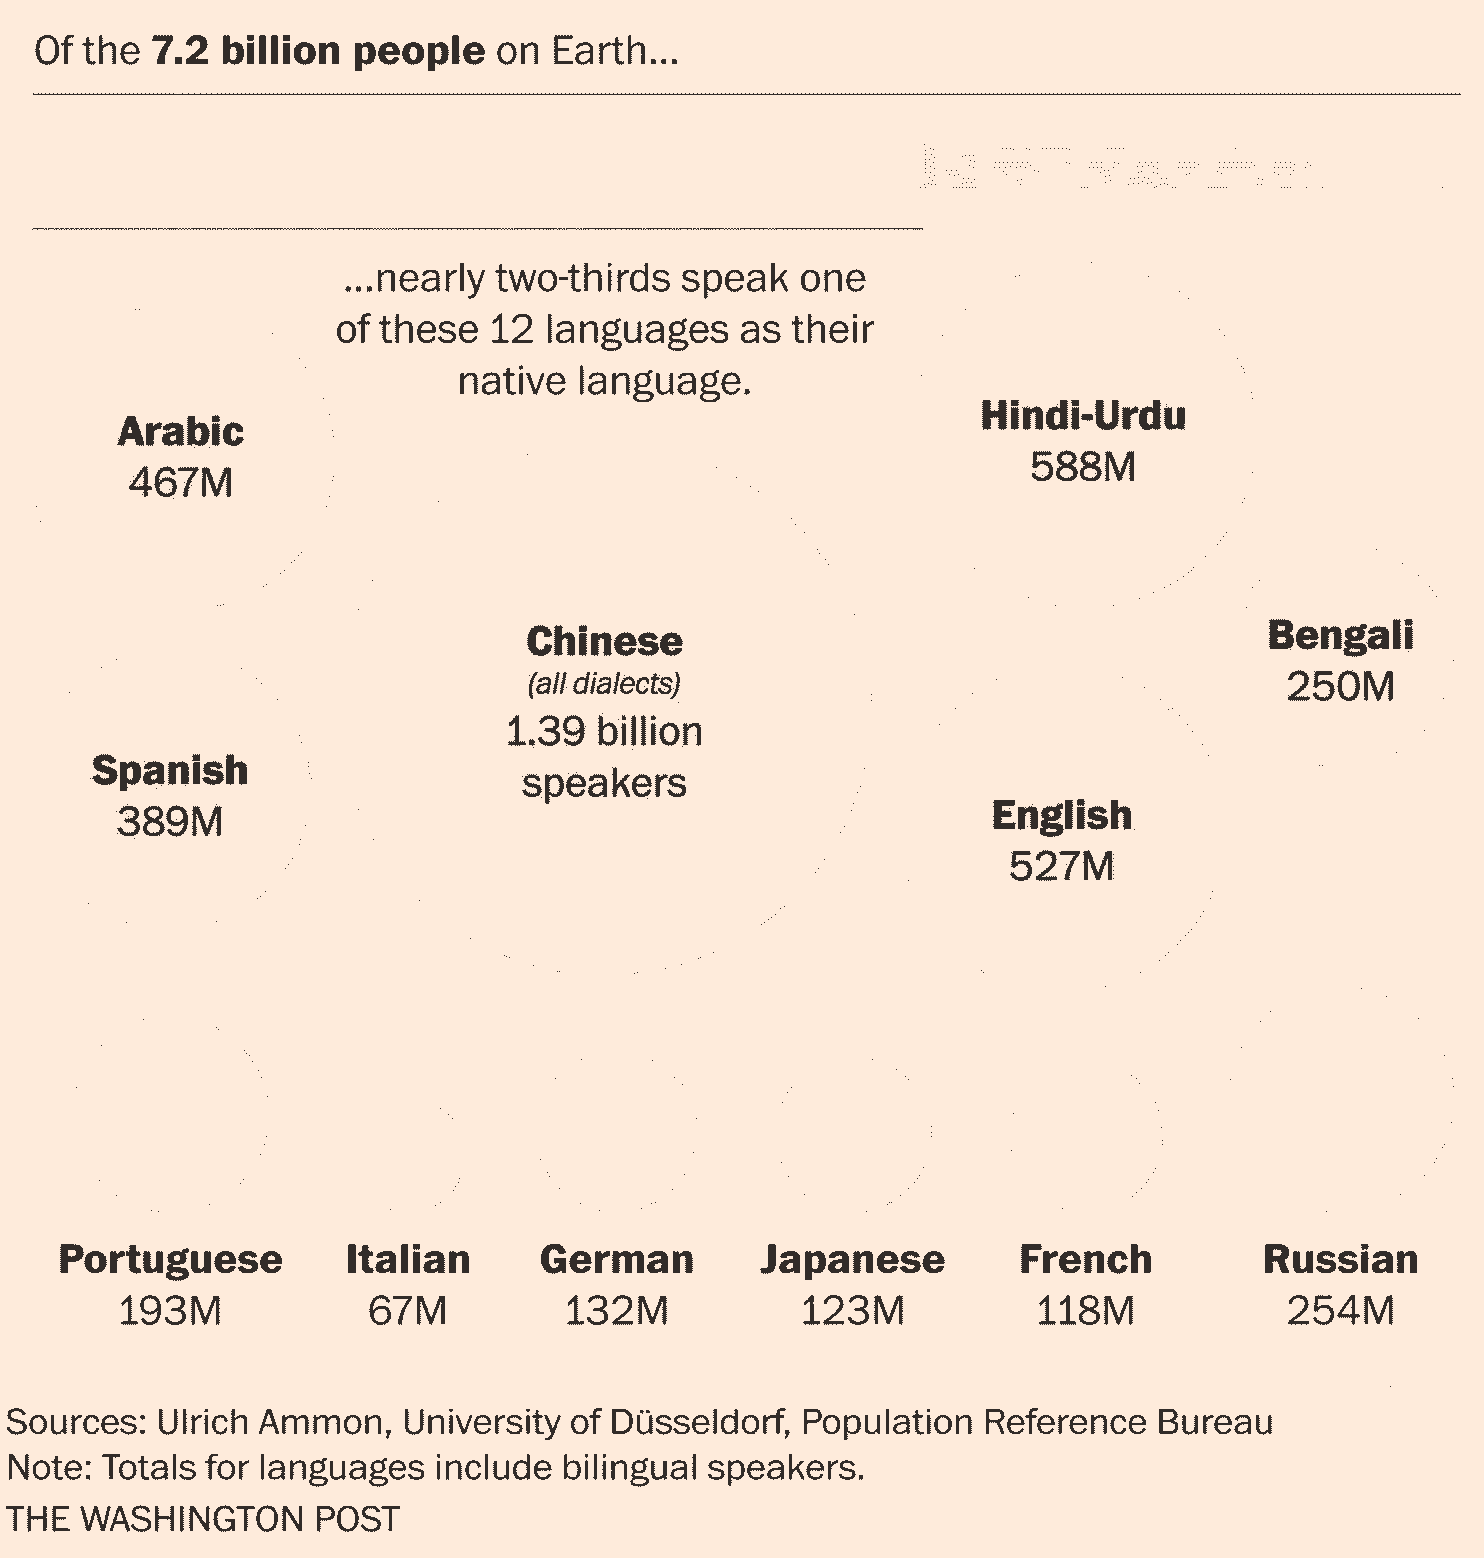 Of the 7.2 billion people on Earth...
...nearly two-thirds speak one
of these 12 languages as their
native language.
Arabic
467M
Hindi-Urdu
588M
Chinese
(all dialects)
1.39 billion
speakers
Bengali
250M
Spanish
389M
English
527M
Portuguese
193M
Italian
67M
German
132M
Japanese
123M
French
118M
Russian
254M
Sources: Ulrich Ammon, University of Düsseldorf, Population Reference Bureau
Note: Totals for languages include bilingual speakers.
THE WASHINGTON POST